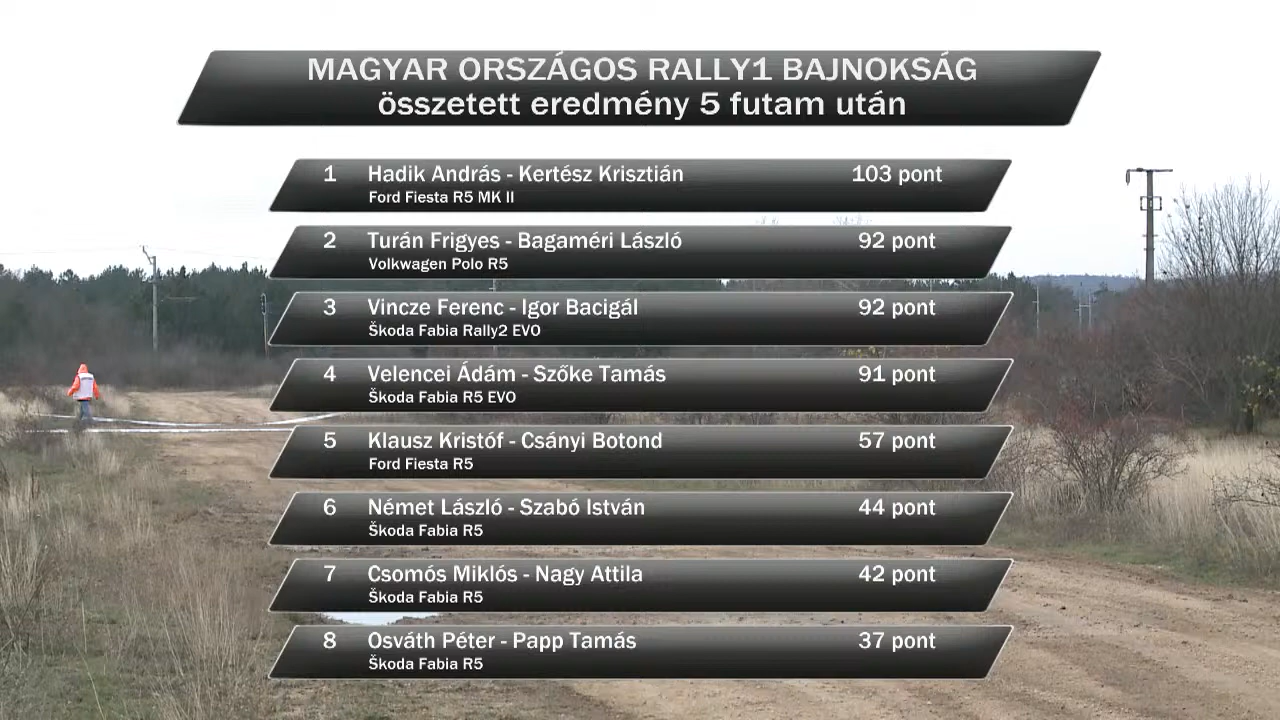 MAGYAR ORSZÁGOS RALLY1 BAJNOKSÁG
összetett eredmény 5 futam után
1 Hadik András - Kertész Krisztián 103 pont
Ford Fiesta R5 MK II
2 Turán Frigyes - Bagaméri László 92 pont
Volkwagen Polo R5
3 Vincze Ferenc - Igor Bacigál 92 pont
Škoda Fabia Rally2 EVO
4 Velencei Ádám - Szőke Tamás 91 pont
Škoda Fabia R5 EVO
5 Klausz Kristóf - Csányi Botond 57 pont
Ford Fiesta R5
6 Német László - Szabó István 44 pont
Škoda Fabia R5
7 Csomós Miklós - Nagy Attila 42 pont
Škoda Fabia R5
8 Osváth Péter - Papp Tamás 37 pont
Škoda Fabia R5